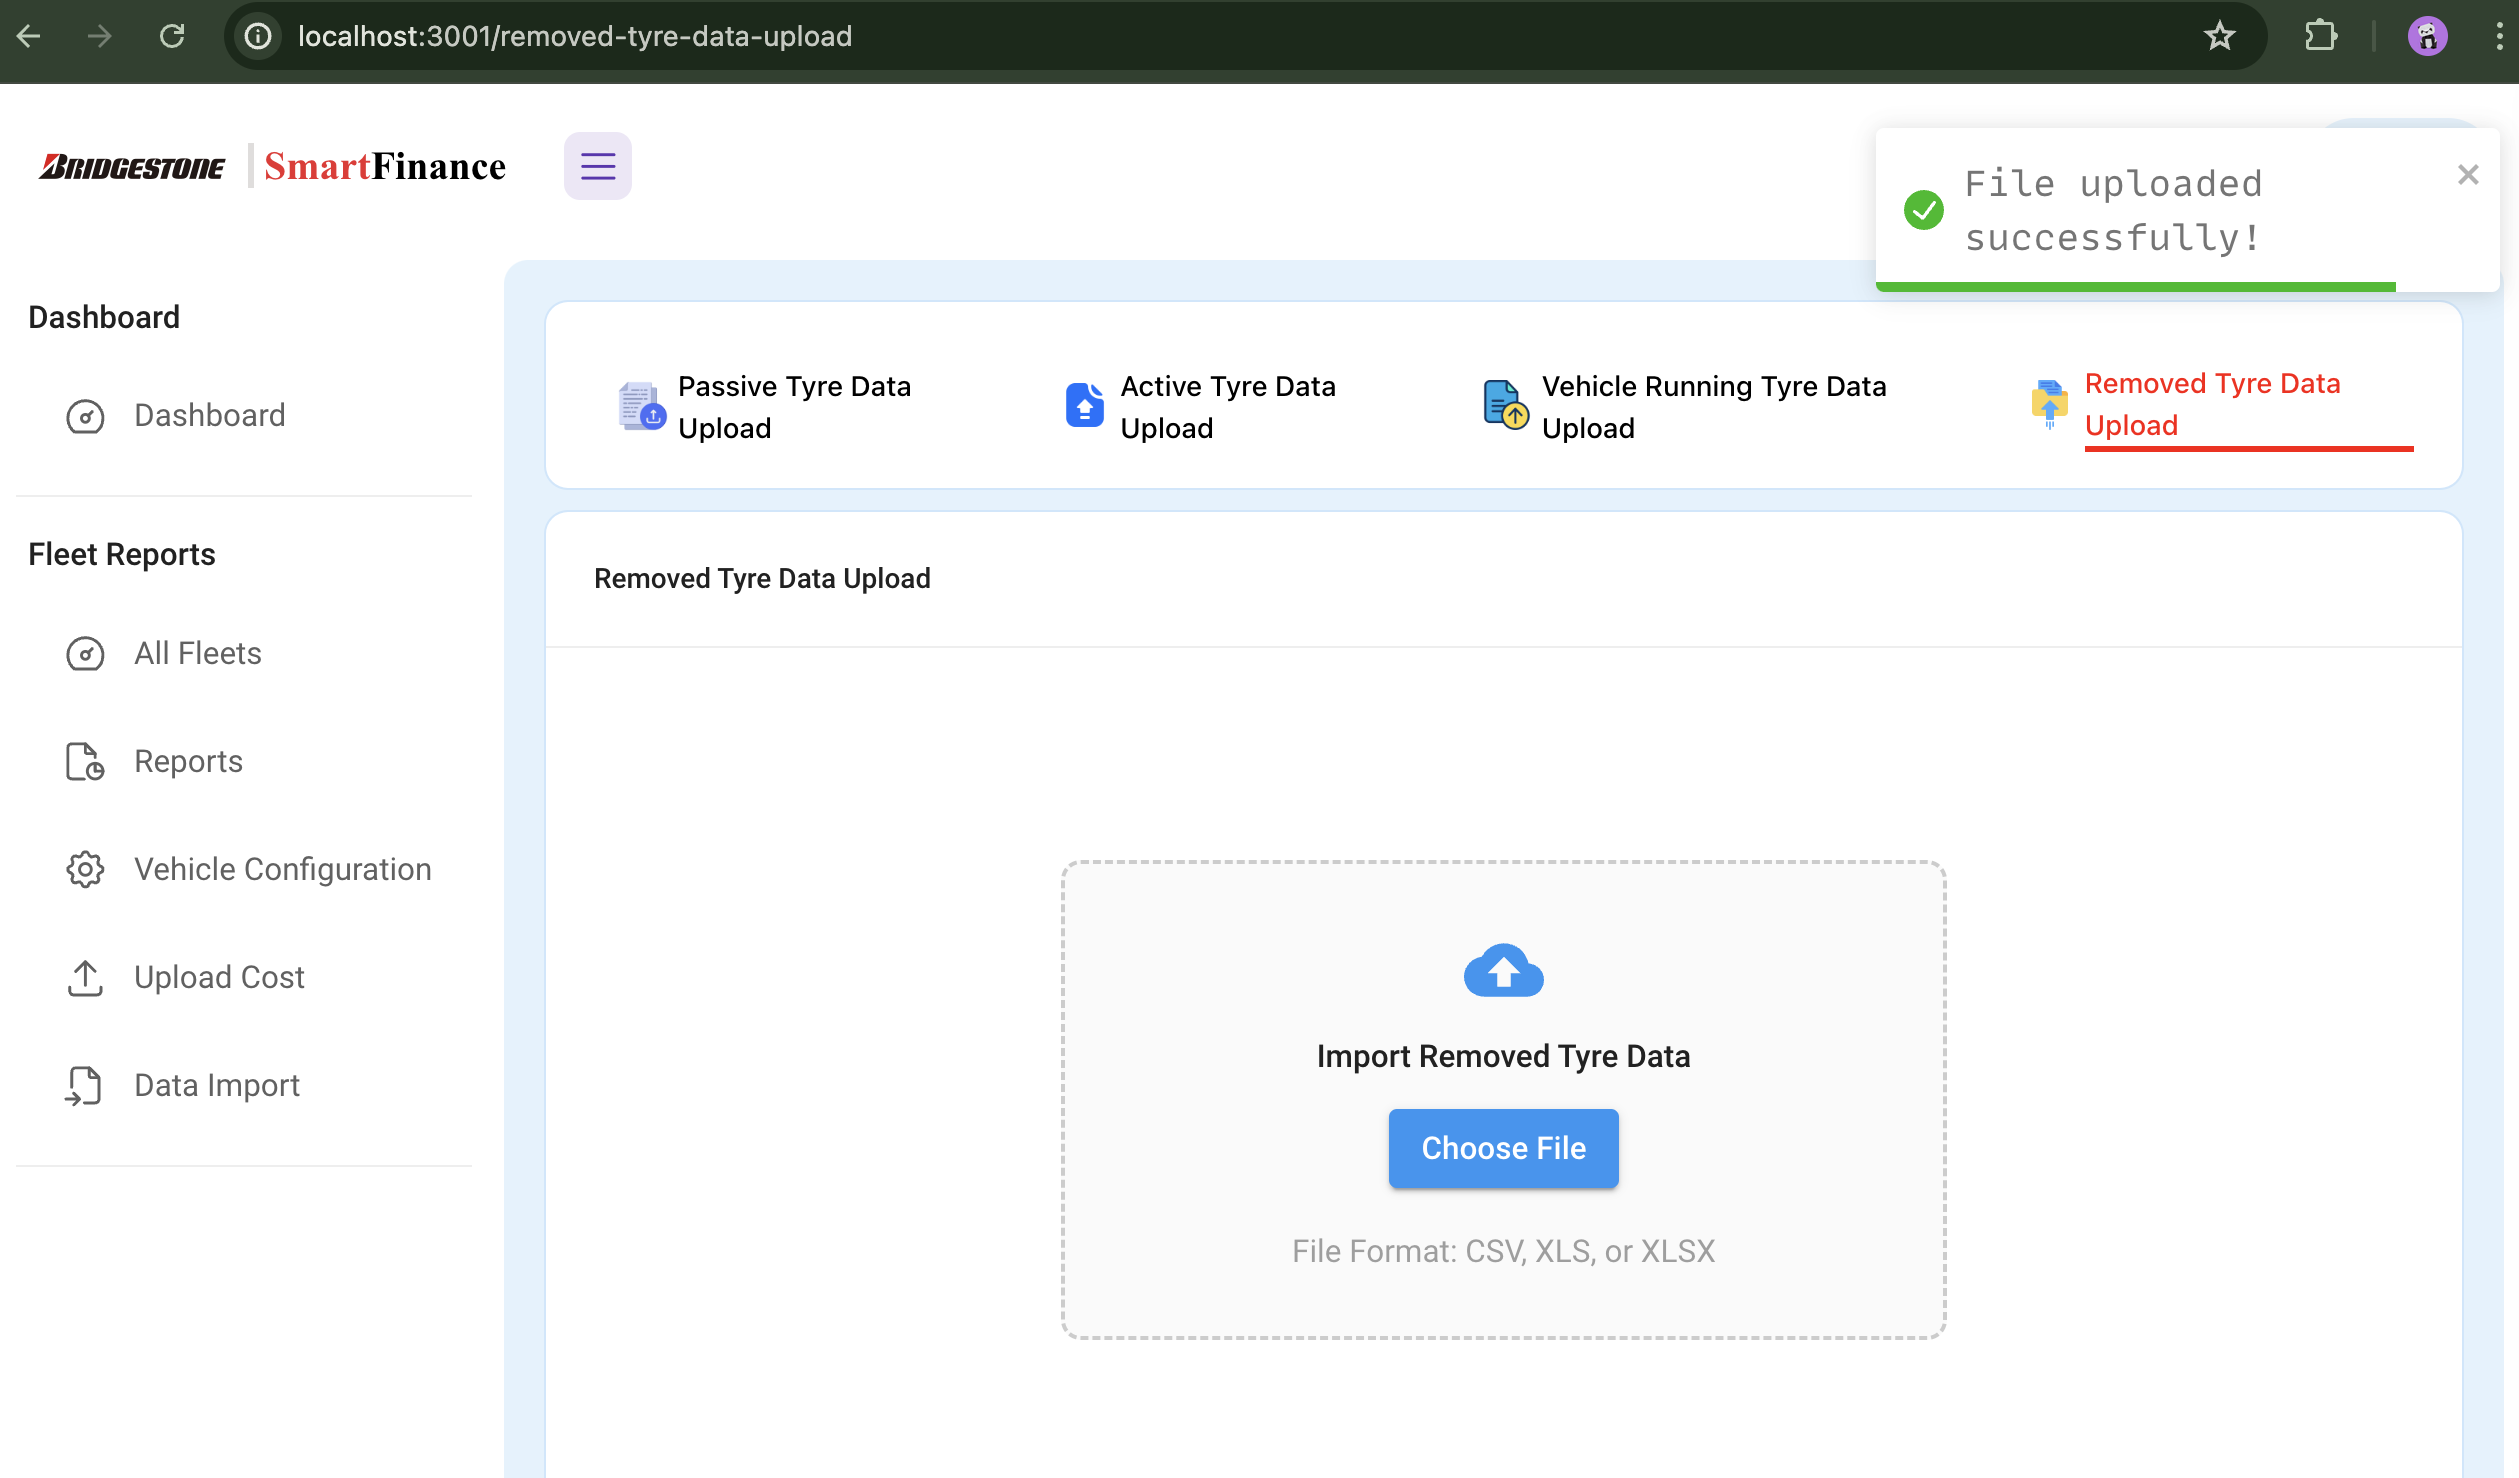 localhost:3001/removed-tyre-data-upload
BRIDGESTONE
SmartFinance
File uploaded
successfully!
Dashboard
Dashboard
Fleet Reports
All Fleets
Reports
Vehicle Configuration
Upload Cost
Data Import
Passive Tyre Data
Upload
Active Tyre Data
Upload
Vehicle Running Tyre Data
Upload
Removed Tyre Data
Upload
Removed Tyre Data Upload
Import Removed Tyre Data
Choose File
File Format: CSV, XLS, or XLSX